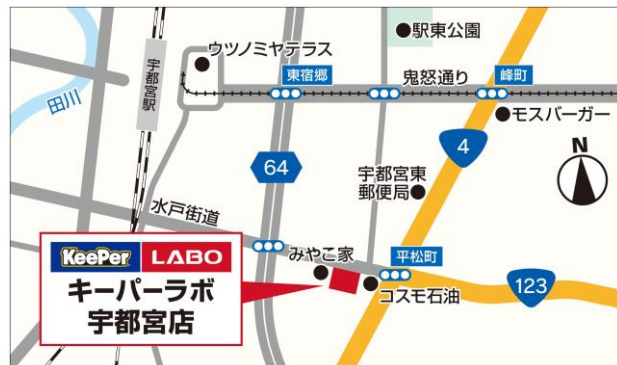 駅東公園
ウツノミヤテラス
東宿郷
鬼怒通り
峰町
宇都宮駅
田川
モスバーガー
4
N
64
宇都宮東
郵便局
水戸街道
みやこ家
平松町
コスモ石油
123
KeePer LABO
キーパーラボ
宇都宮店